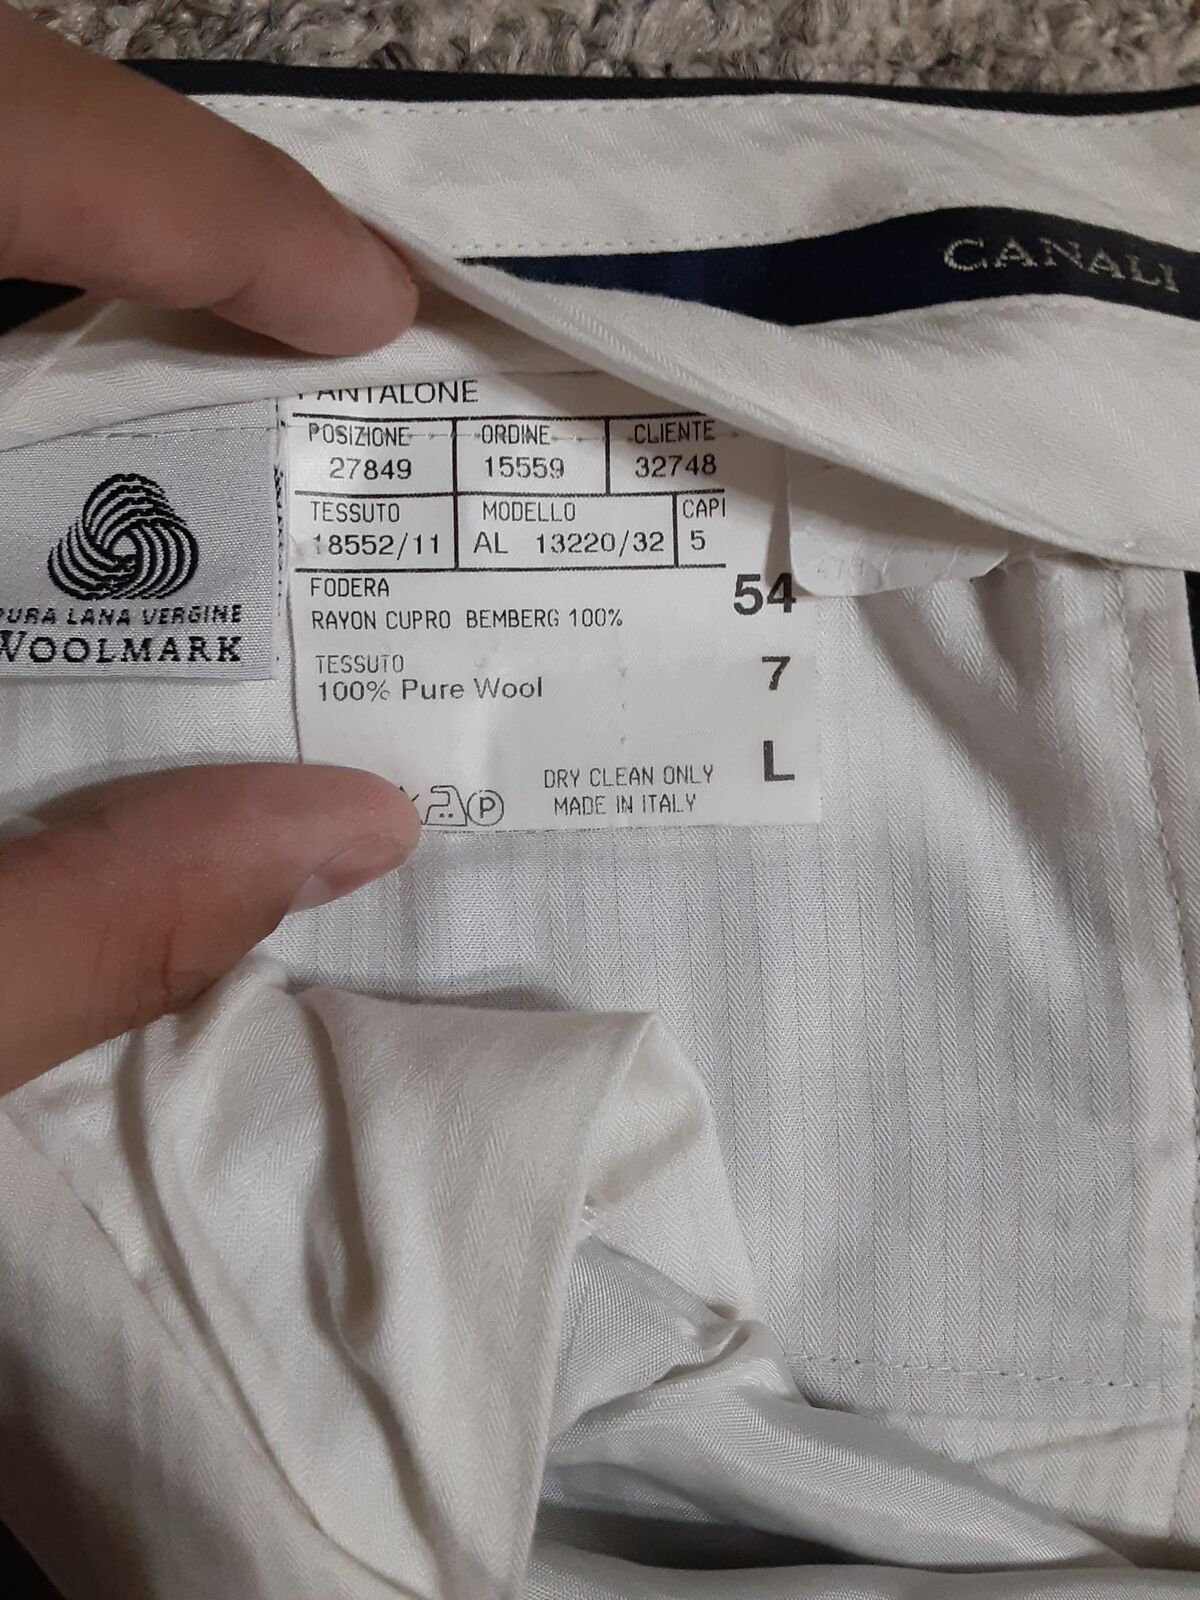 CANALI
PANTALONE
POSIZIONE ORDINE CLIENTE
27849 15559 32748
TESSUTO MODELLO CAPI
18552/11 AL 13220/32 5
FODERA
RAYON CUPRO BEMBERG 100%
54
TESSUTO
100% Pure Wool
7
L
DRY CLEAN ONLY
MADE IN ITALY
P
PURA LANA VERGINE
WOOLMARK